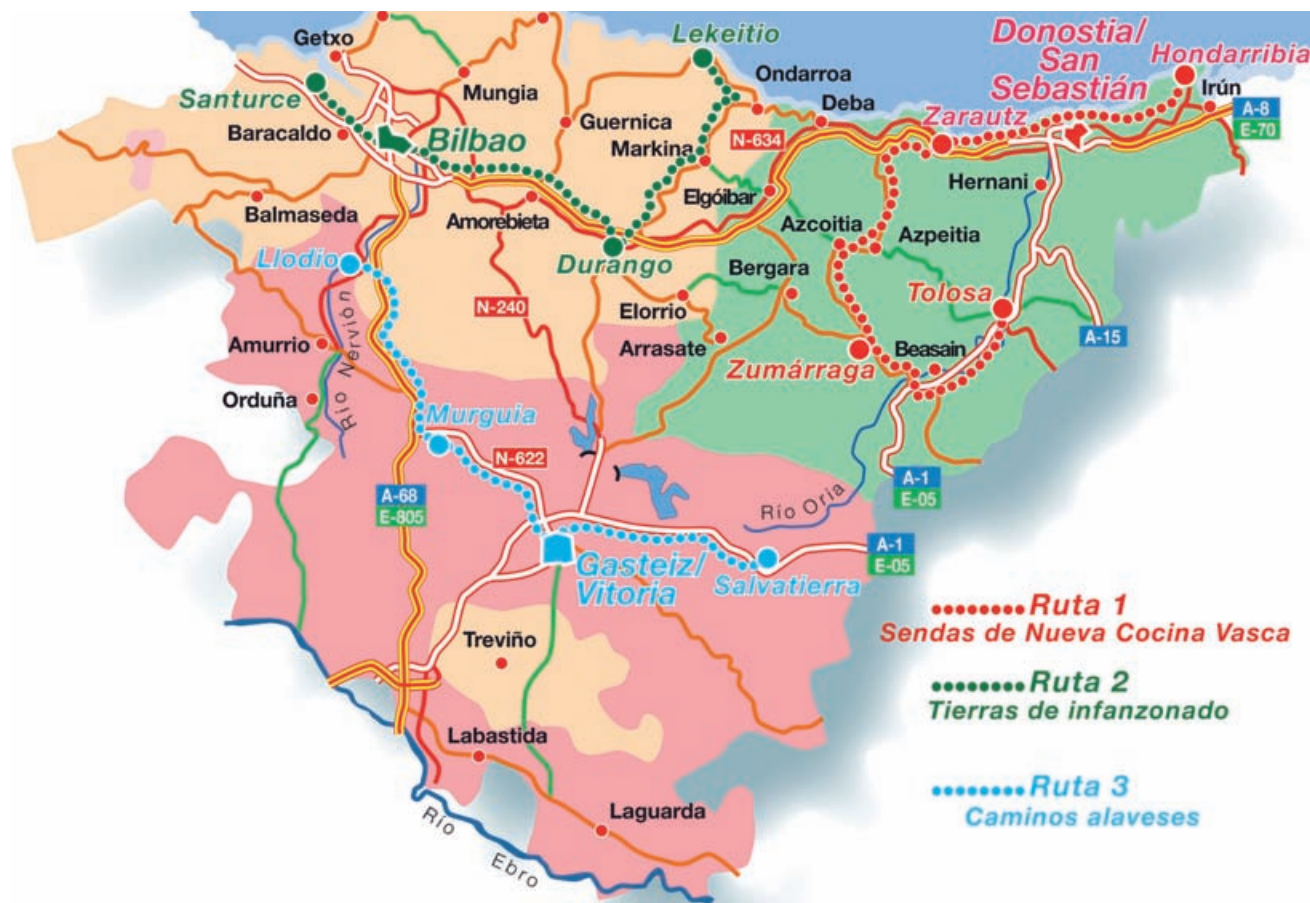 Getxo
Lekeitio
Donostia/
San
Sebastián
Hondarribia
Mungia
Ondarroa
Irún
Santurce
Deba
A-8
E-70
Baracaldo
Bilbao
Guernica
Zarautz
Markina
N-634
Hernani
Balmaseda
Amorebieta
Elgóibar
Azcoitia
Azpeitia
Llodio
Durango
Bergara
Tolosa
N-240
Elorrio
Río Nervión
Amurrio
Arrasate
Zumárraga
Beasain
A-15
Orduña
Murguia
N-622
A-1
E-05
A-68
E-805
Río Oria
Gasteiz/
Vitoria
Salvatierra
A-1
E-05
Treviño
Labastida
Laguarda
Río Ebro
Ruta 1
Sendas de Nueva Cocina Vasca
Ruta 2
Tierras de infanzonado
Ruta 3
Caminos alaveses